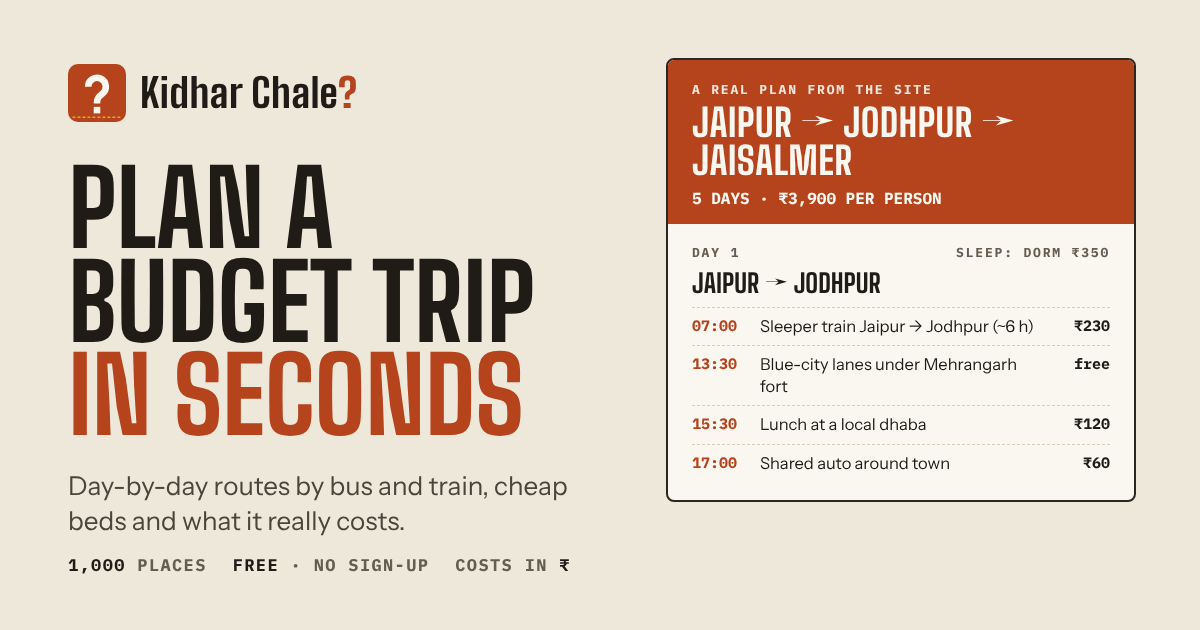 ?
Kidhar Chale?
PLAN A
BUDGET TRIP
IN SECONDS
Day-by-day routes by bus and train, cheap
beds and what it really costs.
1,000 PLACES FREE · NO SIGN-UP COSTS IN ₹
A REAL PLAN FROM THE SITE
JAIPUR → JODHPUR →
JAISALMER
5 DAYS · ₹3,900 PER PERSON
DAY 1 SLEEP: DORM ₹350
JAIPUR → JODHPUR
07:00 Sleeper train Jaipur → Jodhpur (~6 h) ₹230
13:30 Blue-city lanes under Mehrangarh free
fort
15:30 Lunch at a local dhaba ₹120
17:00 Shared auto around town ₹60